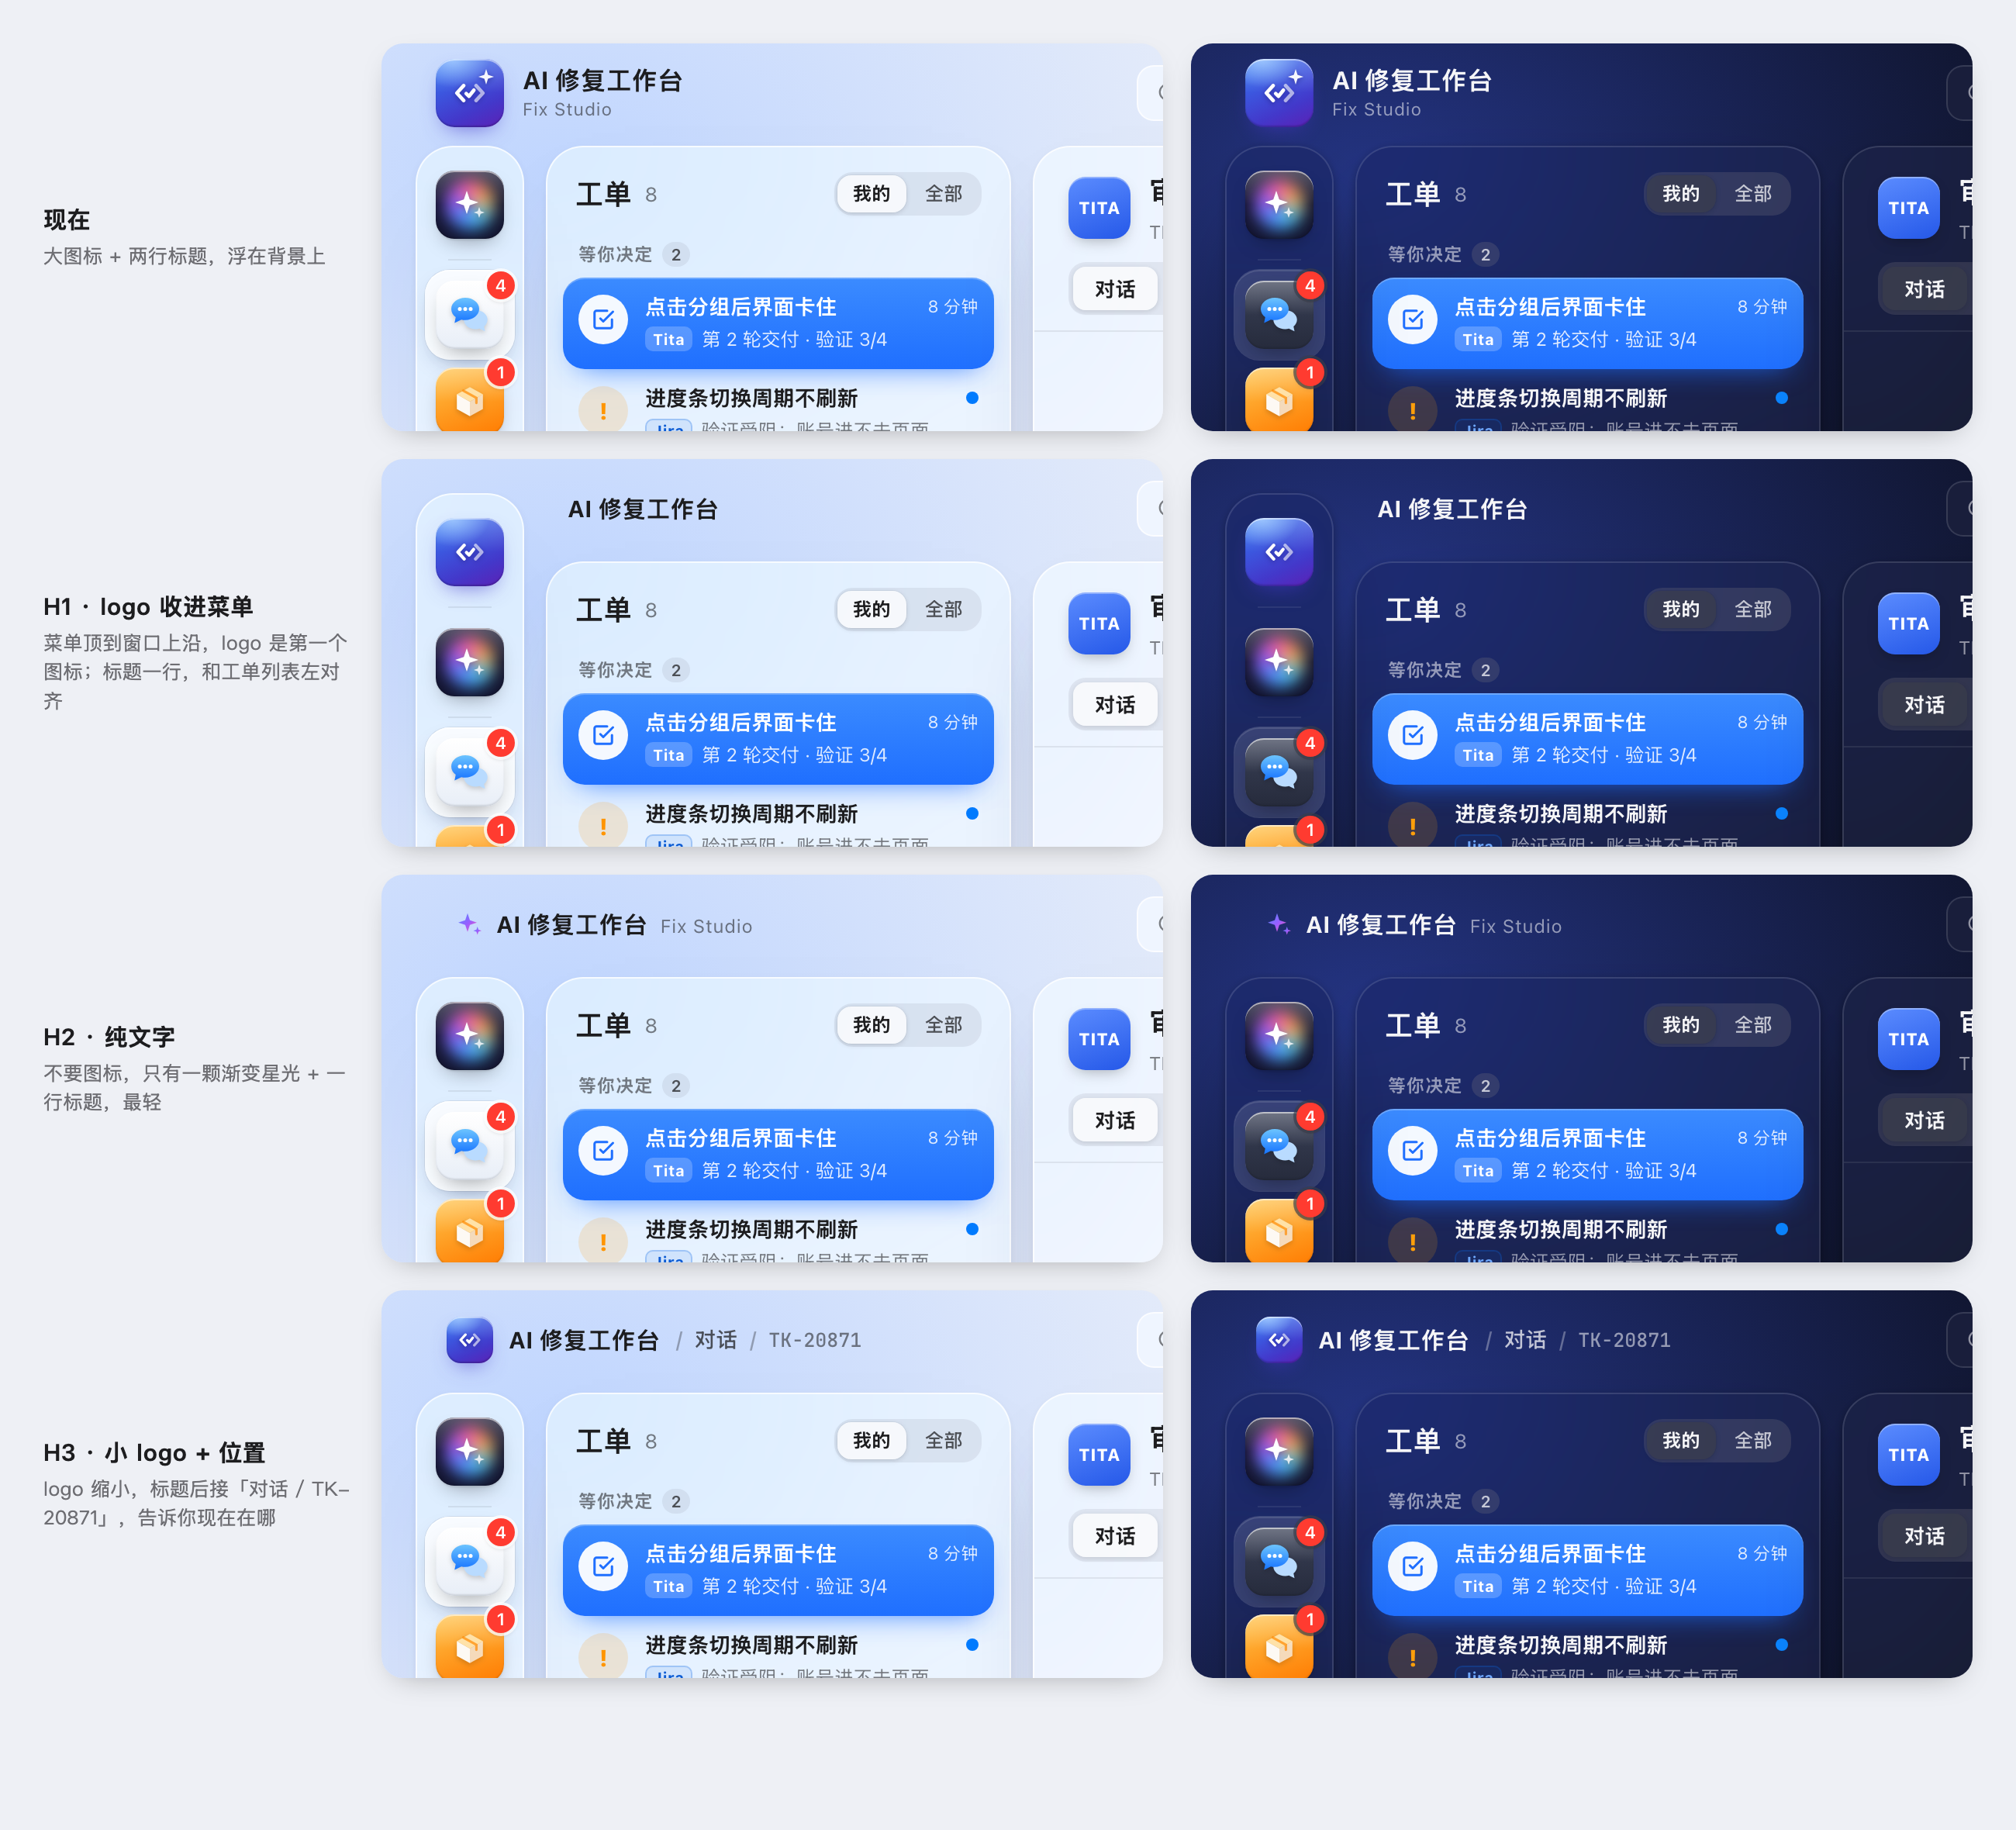 现在
大图标 + 两行标题，浮在背景上
AI 修复工作台
Fix Studio
工单 8
我的 全部
等你决定 2
点击分组后界面卡住 8 分钟
Tita 第 2 轮交付 · 验证 3/4
进度条切换周期不刷新
4
1
TITA
对话
AI 修复工作台
Fix Studio
工单 8
我的 全部
等你决定 2
点击分组后界面卡住 8 分钟
Tita 第 2 轮交付 · 验证 3/4
进度条切换周期不刷新
4
1
TITA
对话
H1 · logo 收进菜单
菜单顶到窗口上沿，logo 是第一个
图标；标题一行，和工单列表左对
齐
AI 修复工作台
工单 8
我的 全部
等你决定 2
点击分组后界面卡住 8 分钟
Tita 第 2 轮交付 · 验证 3/4
进度条切换周期不刷新
4
1
TITA
对话
AI 修复工作台
工单 8
我的 全部
等你决定 2
点击分组后界面卡住 8 分钟
Tita 第 2 轮交付 · 验证 3/4
进度条切换周期不刷新
4
1
TITA
对话
H2 · 纯文字
不要图标，只有一颗渐变星光 + 一
行标题，最轻
AI 修复工作台 Fix Studio
工单 8
我的 全部
等你决定 2
点击分组后界面卡住 8 分钟
Tita 第 2 轮交付 · 验证 3/4
进度条切换周期不刷新
4
1
TITA
对话
AI 修复工作台 Fix Studio
工单 8
我的 全部
等你决定 2
点击分组后界面卡住 8 分钟
Tita 第 2 轮交付 · 验证 3/4
进度条切换周期不刷新
4
1
TITA
对话
H3 · 小 logo + 位置
logo 缩小，标题后接「对话 / TK-
20871」，告诉你现在在哪
AI 修复工作台 / 对话 / TK-20871
工单 8
我的 全部
等你决定 2
点击分组后界面卡住 8 分钟
Tita 第 2 轮交付 · 验证 3/4
进度条切换周期不刷新
4
1
TITA
对话
AI 修复工作台 / 对话 / TK-20871
工单 8
我的 全部
等你决定 2
点击分组后界面卡住 8 分钟
Tita 第 2 轮交付 · 验证 3/4
进度条切换周期不刷新
4
1
TITA
对话